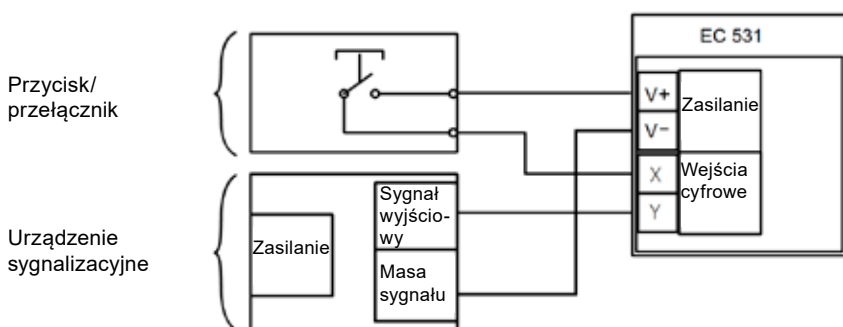 EC 531
Przycisk/
przełącznik
V+
Zasilanie
V-
X
Wejścia
cyfrowe
Y
Urządzenie
sygnalizacyjne
Zasilanie
Sygnał
wyjścio-
wy
Masa
sygnału